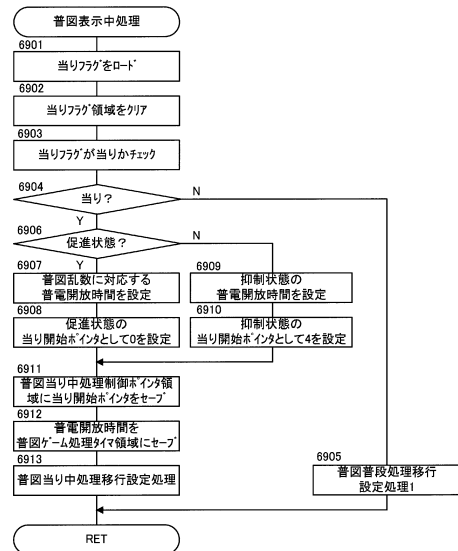 普図表示中処理
6901
当りフラグをロード
6902
当りフラグ領域をクリア
6903
当りフラグが当りかチェック
6904
当り？
N
Y
6906
促進状態？
N
Y
6907
普図乱数に対応する
普電開放時間を設定
6909
抑制状態の
普電開放時間を設定
6908
促進状態の
当り開始ポインタとして0を設定
6910
抑制状態の
当り開始ポインタとして4を設定
6911
普図当り中処理制御ポインタ領
域に当り開始ポインタをセーブ
6912
普電開放時間を
普図ゲーム処理タイマ領域にセーブ
6913
普図当り中処理移行設定処理
6905
普図普段処理移行
設定処理1
RET